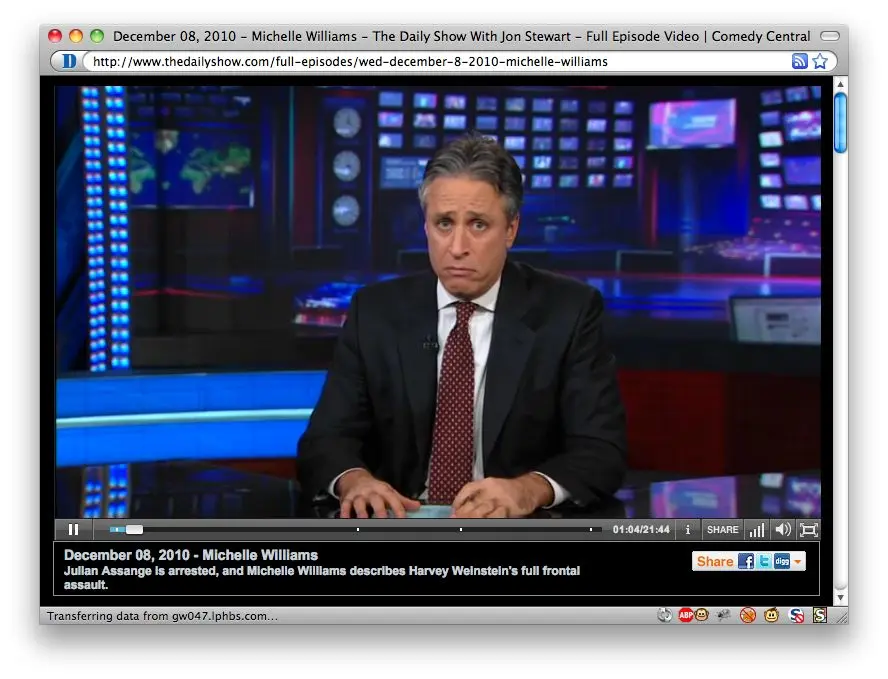 December 08, 2010 – Michelle Williams – The Daily Show With Jon Stewart – Full Episode Video | Comedy Central
D http://www.thedailyshow.com/full-episodes/wed-december-8-2010-michelle-williams
01:04/21:44 i SHARE
December 08, 2010 - Michelle Williams
Julian Assange is arrested, and Michelle Williams describes Harvey Weinstein's full frontal
assault.
Share f t digg
Transferring data from gw047.lphbs.com...
ABP S S